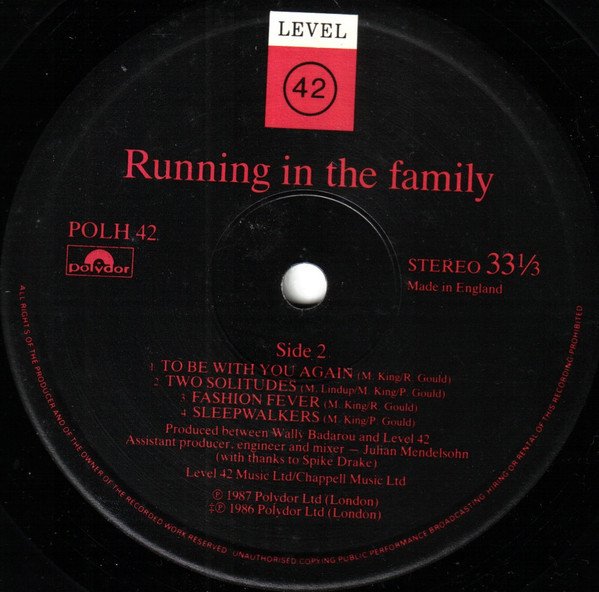 LEVEL
42
Running in the family
POLH 42
polydor
STEREO 33⅓
Made in England
Side 2
1 TO BE WITH YOU AGAIN (M. King/R. Gould)
2 TWO SOLITUDES (M. Lindup/M. King/P. Gould)
3 FASHION FEVER (M. King/R. Gould)
4 SLEEPWALKERS (M. King/P. Gould)
Produced between Wally Badarou and Level 42
Assistant producer, engineer and mixer — Julian Mendelsohn
(with thanks to Spike Drake)
Level 42 Music Ltd/Chappell Music Ltd
℗ 1987 Polydor Ltd (London)
‡℗ 1986 Polydor Ltd (London)
ALL RIGHTS OF THE PRODUCER AND OF THE OWNER OF THE RECORDED WORK RESERVED UNAUTHORISED COPYING PUBLIC PERFORMANCE BROADCASTING HIRING OR RENTAL OF THIS RECORDING PROHIBITED